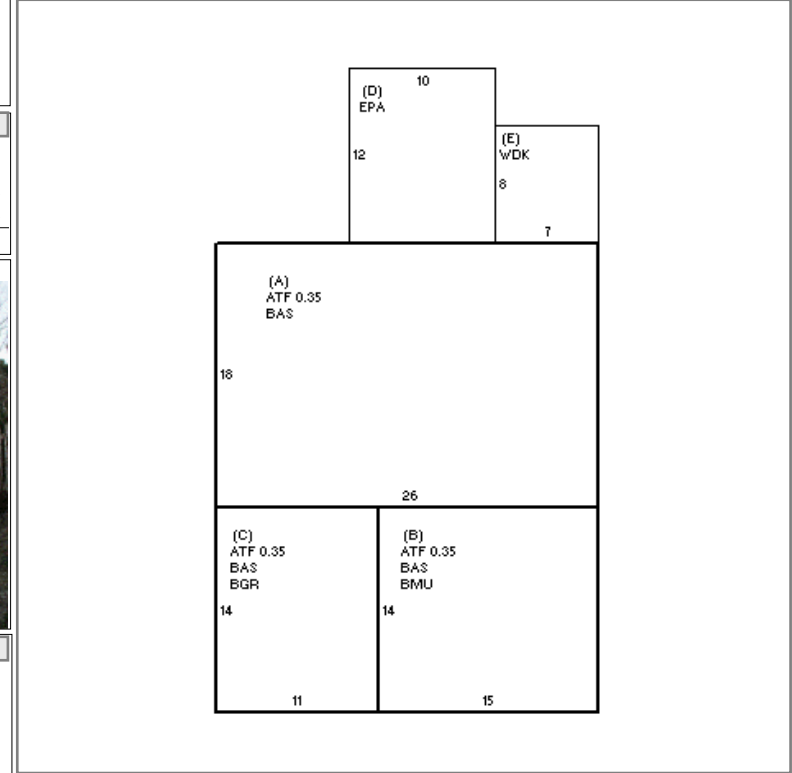 10
(D)
EPA
12
(E)
WDK
8
7
(A)
ATF 0.35
BAS
18
26
(C)
ATF 0.35
BAS
BGR
14
11
(B)
ATF 0.35
BAS
BMU
14
15